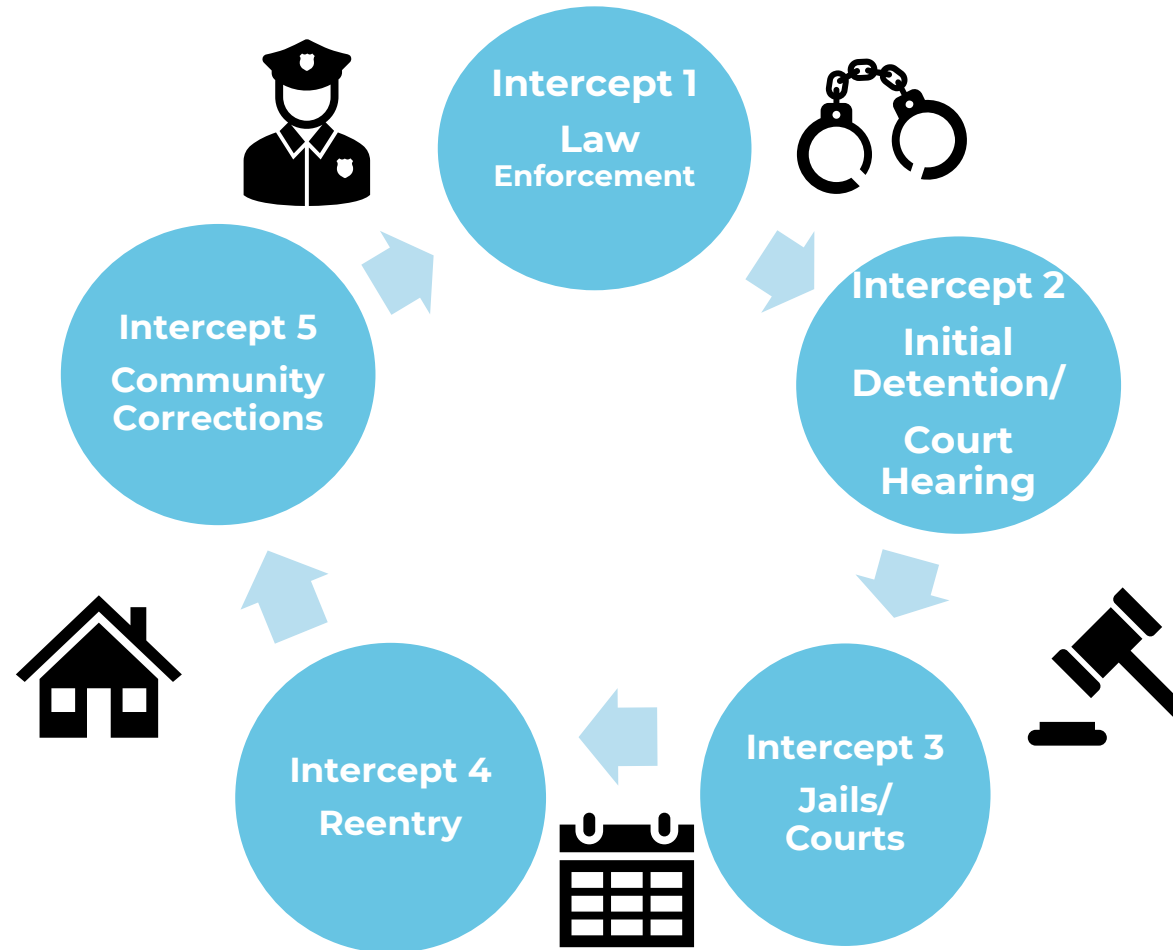 Intercept 1
Law
Enforcement
Intercept 2
Initial
Detention/
Court
Hearing
Intercept 3
Jails/
Courts
Intercept 4
Reentry
Intercept 5
Community
Corrections